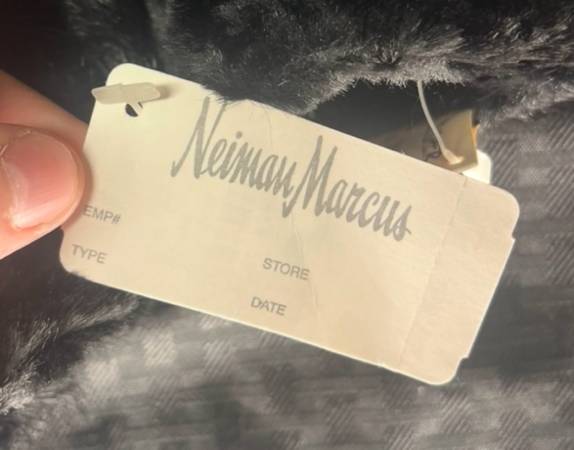 Neiman Marcus
EMP#
TYPE
STORE
DATE